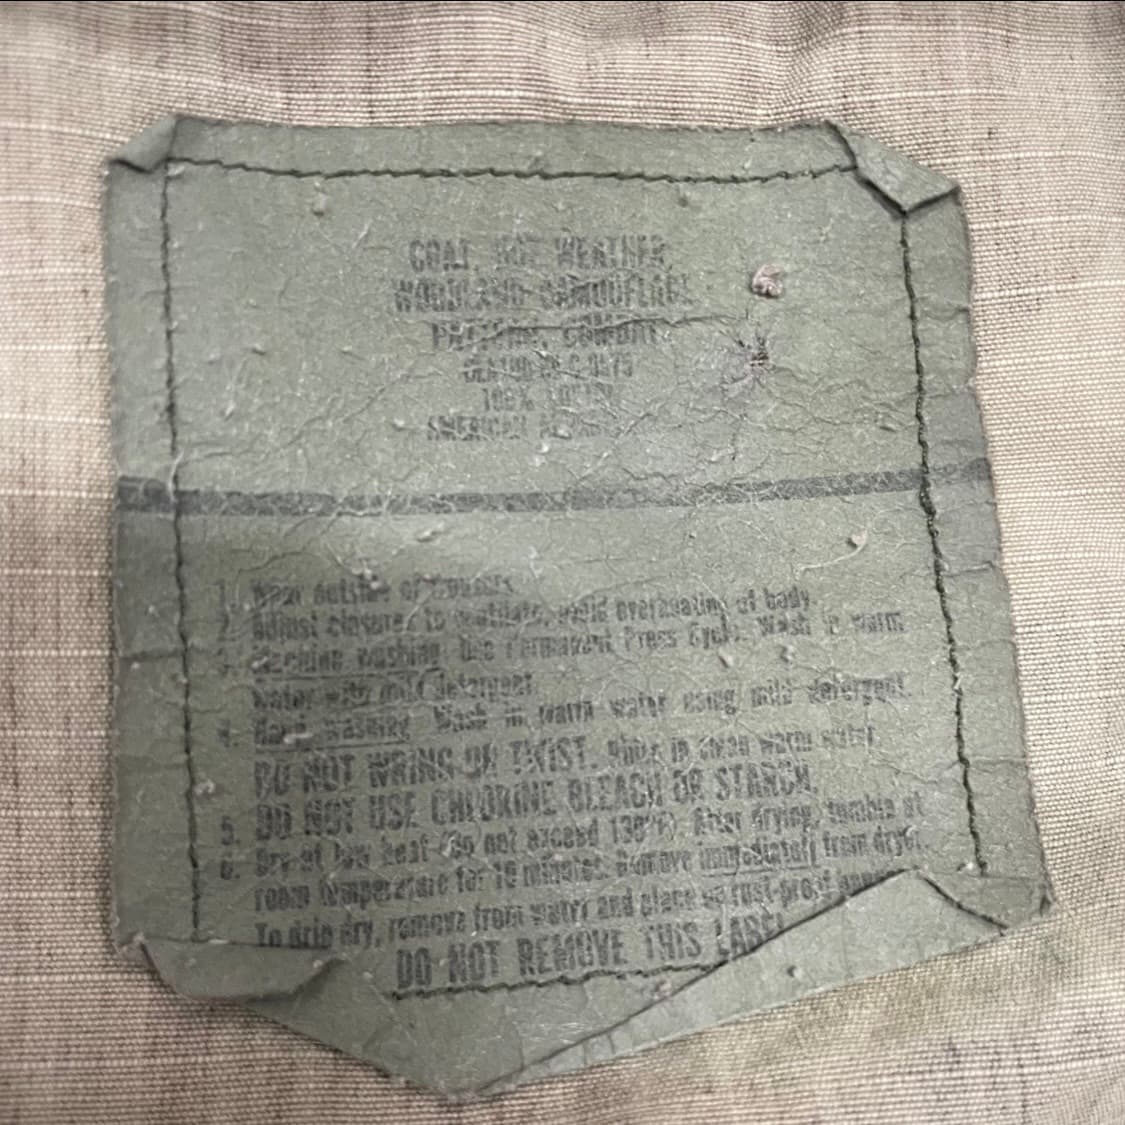 COAT, HOT WEATHER,
WOODLAND CAMOUFLAGE
PATTERN, COMBAT
100%
AMERICAN
1. Wear outside of trousers.
2. Adjust closures to ventilate, avoid overheating of body.
3. Machine washing: Use Permanent Press Cycle. Wash in warm
water with mild detergent.
4. Hand washing: Wash in warm water using mild detergent.
DO NOT WRING OR TWIST. Rinse in clean warm water.
DO NOT USE CHLORINE BLEACH OR STARCH.
5. Dry at low heat (do not exceed 130°F). After drying, tumble at
6. room temperature for 10 minutes. Remove immediately from dryer.
To drip dry, remove from water and place on rust-proof
DO NOT REMOVE THIS LABEL